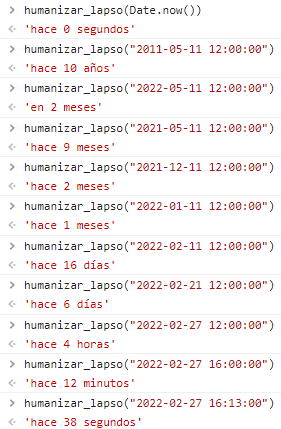 > humanizar_lapso(Date.now())
< 'hace 0 segundos'
> humanizar_lapso("2011-05-11 12:00:00")
< 'hace 10 años'
> humanizar_lapso("2022-05-11 12:00:00")
< 'en 2 meses'
> humanizar_lapso("2021-05-11 12:00:00")
< 'hace 9 meses'
> humanizar_lapso("2021-12-11 12:00:00")
< 'hace 2 meses'
> humanizar_lapso("2022-01-11 12:00:00")
< 'hace 1 meses'
> humanizar_lapso("2022-02-11 12:00:00")
< 'hace 16 días'
> humanizar_lapso("2022-02-21 12:00:00")
< 'hace 6 días'
> humanizar_lapso("2022-02-27 12:00:00")
< 'hace 4 horas'
> humanizar_lapso("2022-02-27 16:00:00")
< 'hace 12 minutos'
> humanizar_lapso("2022-02-27 16:13:00")
< 'hace 38 segundos'